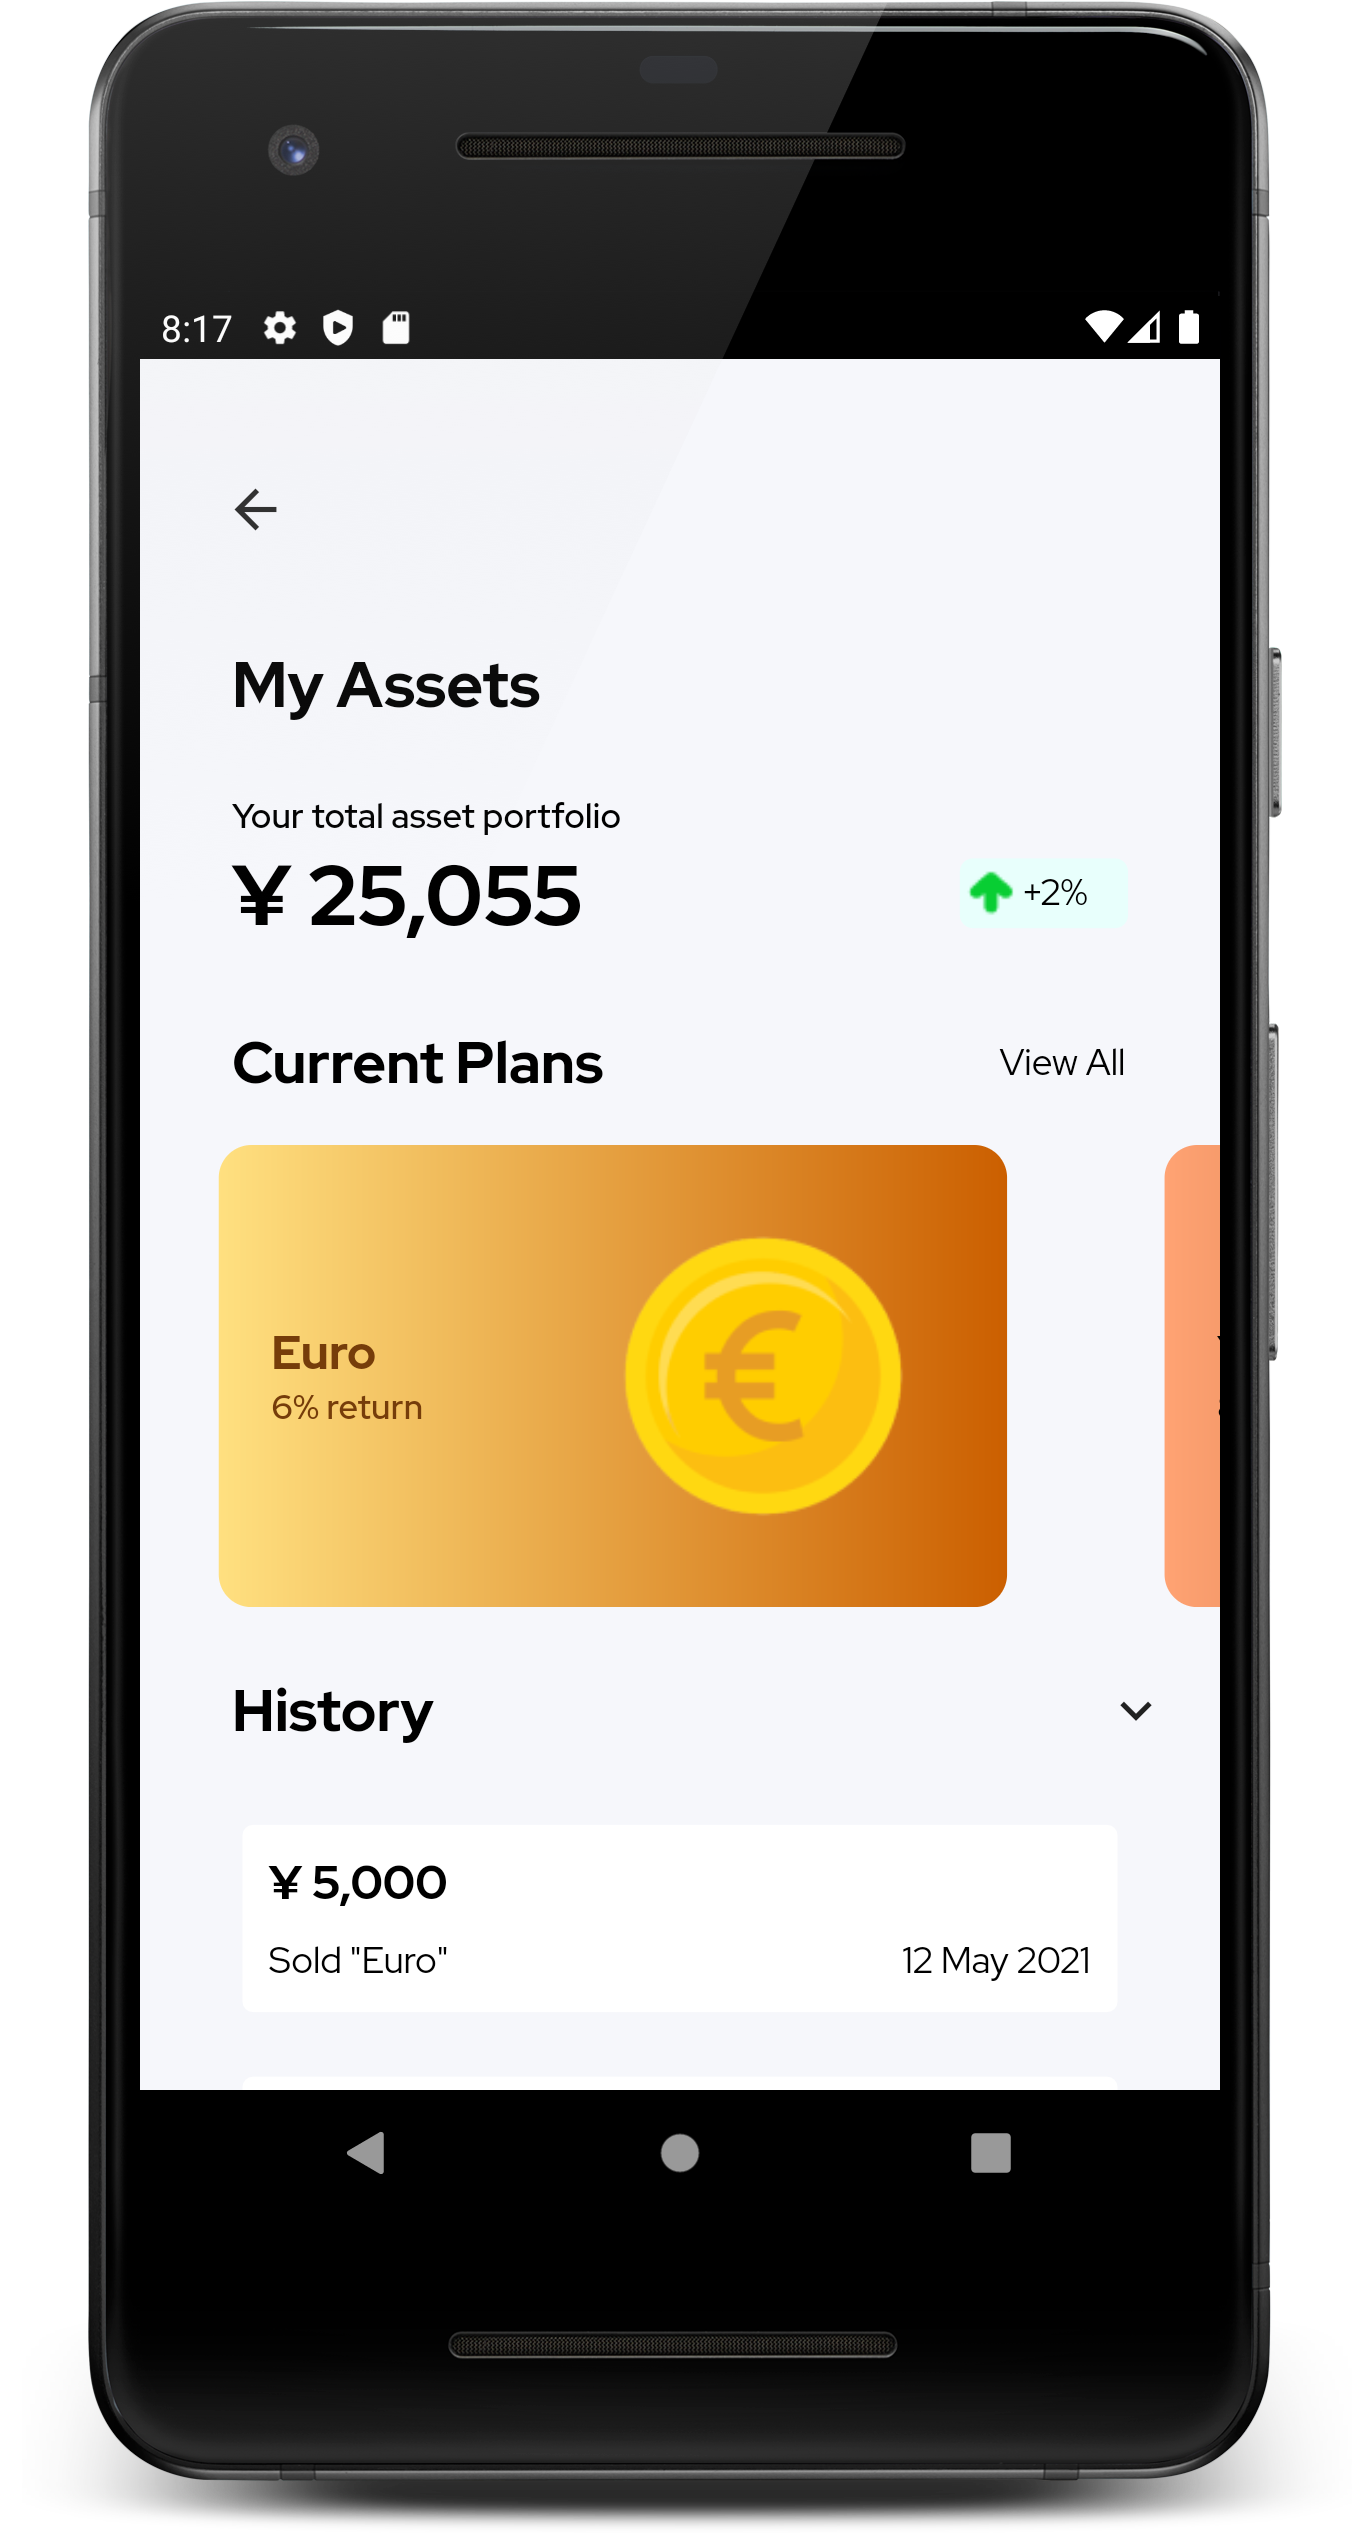 8:17
My Assets
Your total asset portfolio
¥ 25,055
+2%
Current Plans
View All
Euro
6% return
History
¥ 5,000
Sold "Euro"
12 May 2021